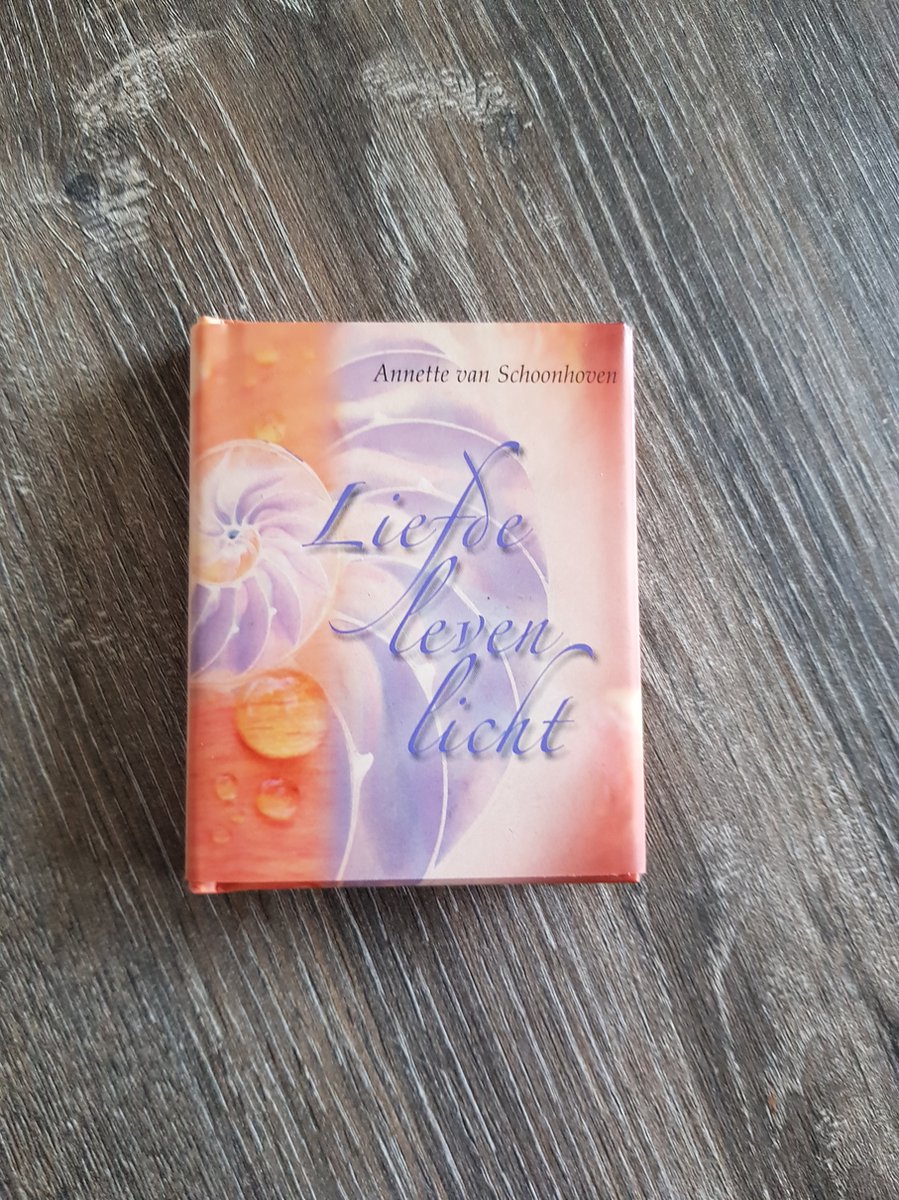 Annette van Schoonhoven
Liefde
leven
licht